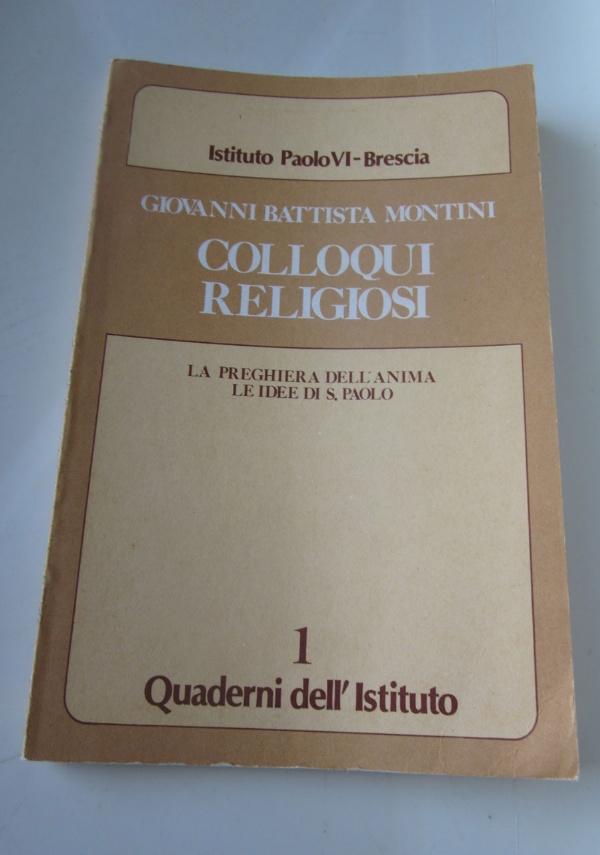 Istituto Paolo VI-Brescia
GIOVANNI BATTISTA MONTINI
COLLOQUI
RELIGIOSI
LA PREGHIERA DELL'ANIMA
LE IDEE DI S. PAOLO
1
Quaderni dell' Istituto